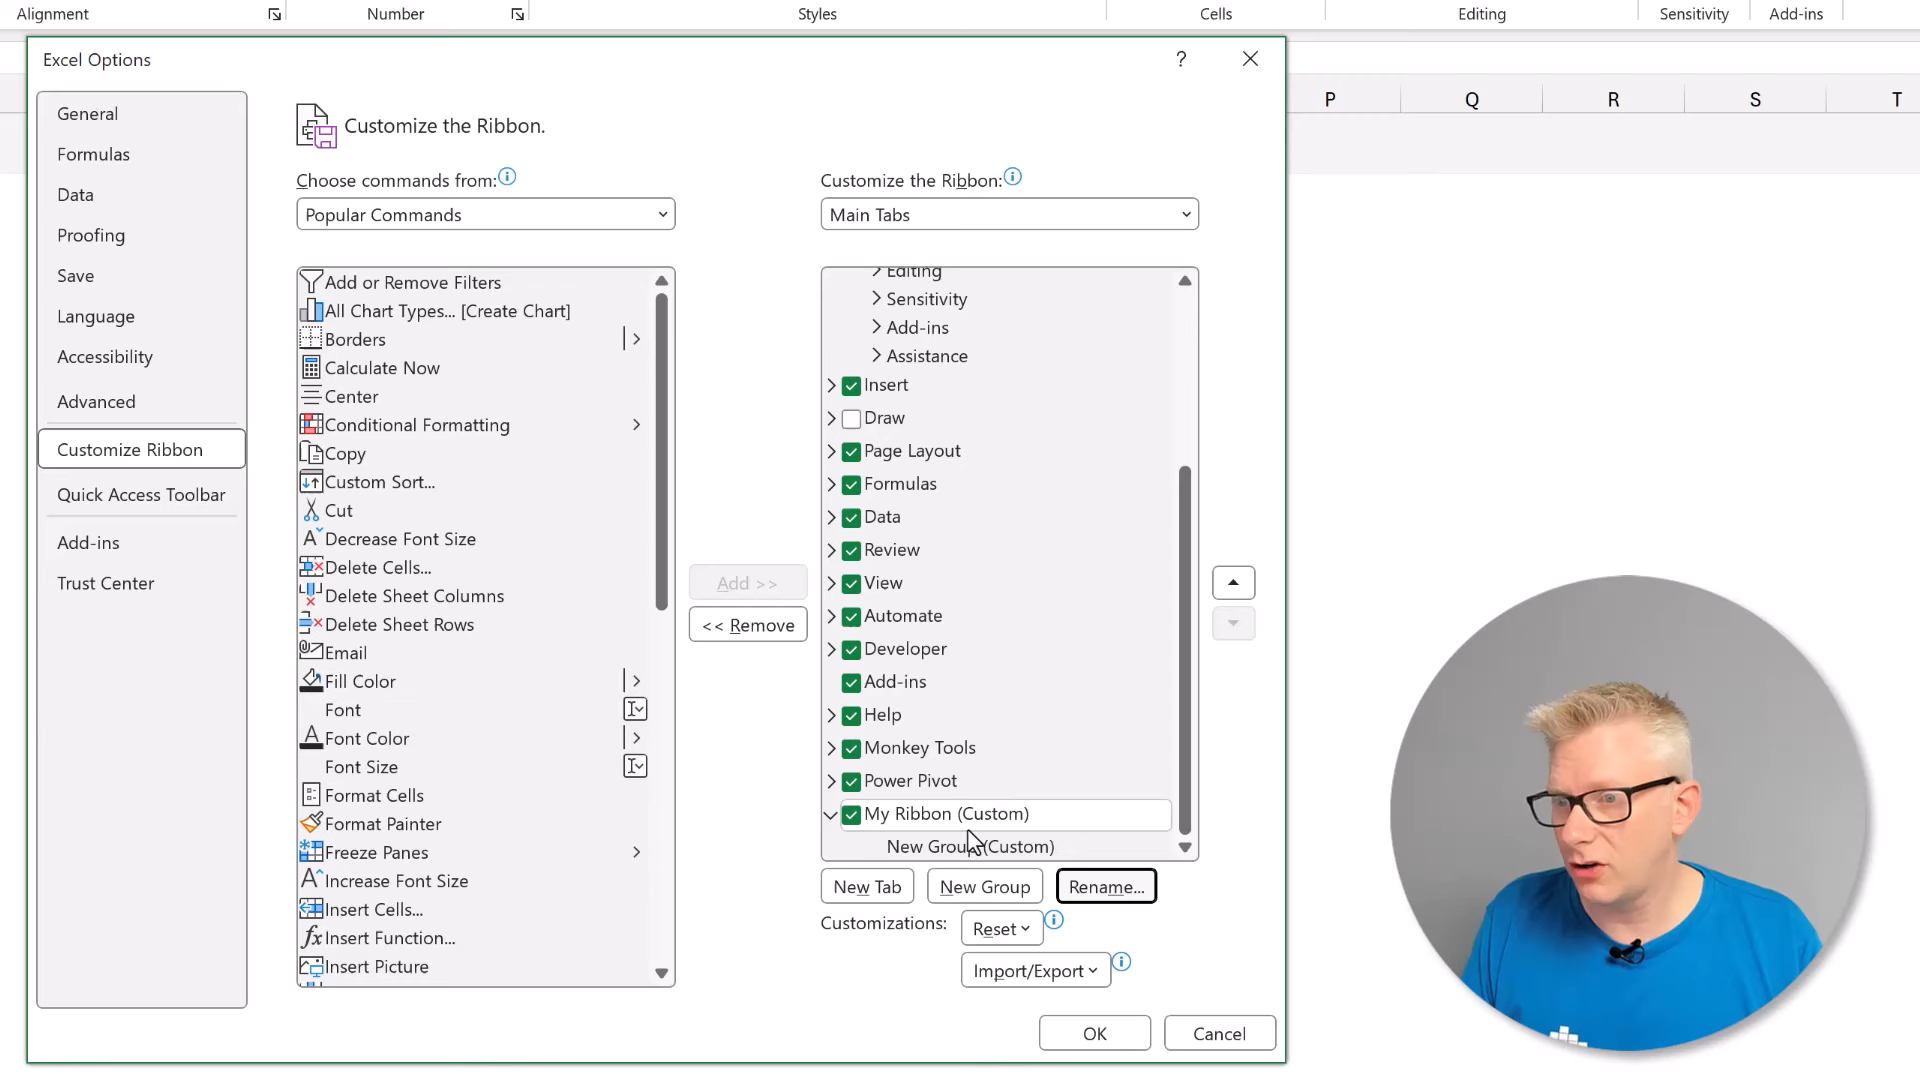 Alignment
Number
Styles
Cells
Editing
Sensitivity
Add-ins
Excel Options
?
P
Q
R
S
T
General
Formulas
Data
Proofing
Save
Language
Accessibility
Advanced
Customize Ribbon
Quick Access Toolbar
Add-ins
Trust Center
Customize the Ribbon.
Choose commands from:
Popular Commands
Add or Remove Filters
All Chart Types... [Create Chart]
Borders
Calculate Now
Center
Conditional Formatting
Copy
Custom Sort...
Cut
Decrease Font Size
Delete Cells...
Delete Sheet Columns
Delete Sheet Rows
Email
Fill Color
Font
Font Color
Font Size
Format Cells
Format Painter
Freeze Panes
Increase Font Size
Insert Cells...
Insert Function...
Insert Picture
Add >>
<< Remove
Customize the Ribbon:
Main Tabs
Editing
Sensitivity
Add-ins
Assistance
Insert
Draw
Page Layout
Formulas
Data
Review
View
Automate
Developer
Add-ins
Help
Monkey Tools
Power Pivot
My Ribbon (Custom)
New Group (Custom)
New Tab
New Group
Rename...
Customizations:
Reset
Import/Export
OK
Cancel